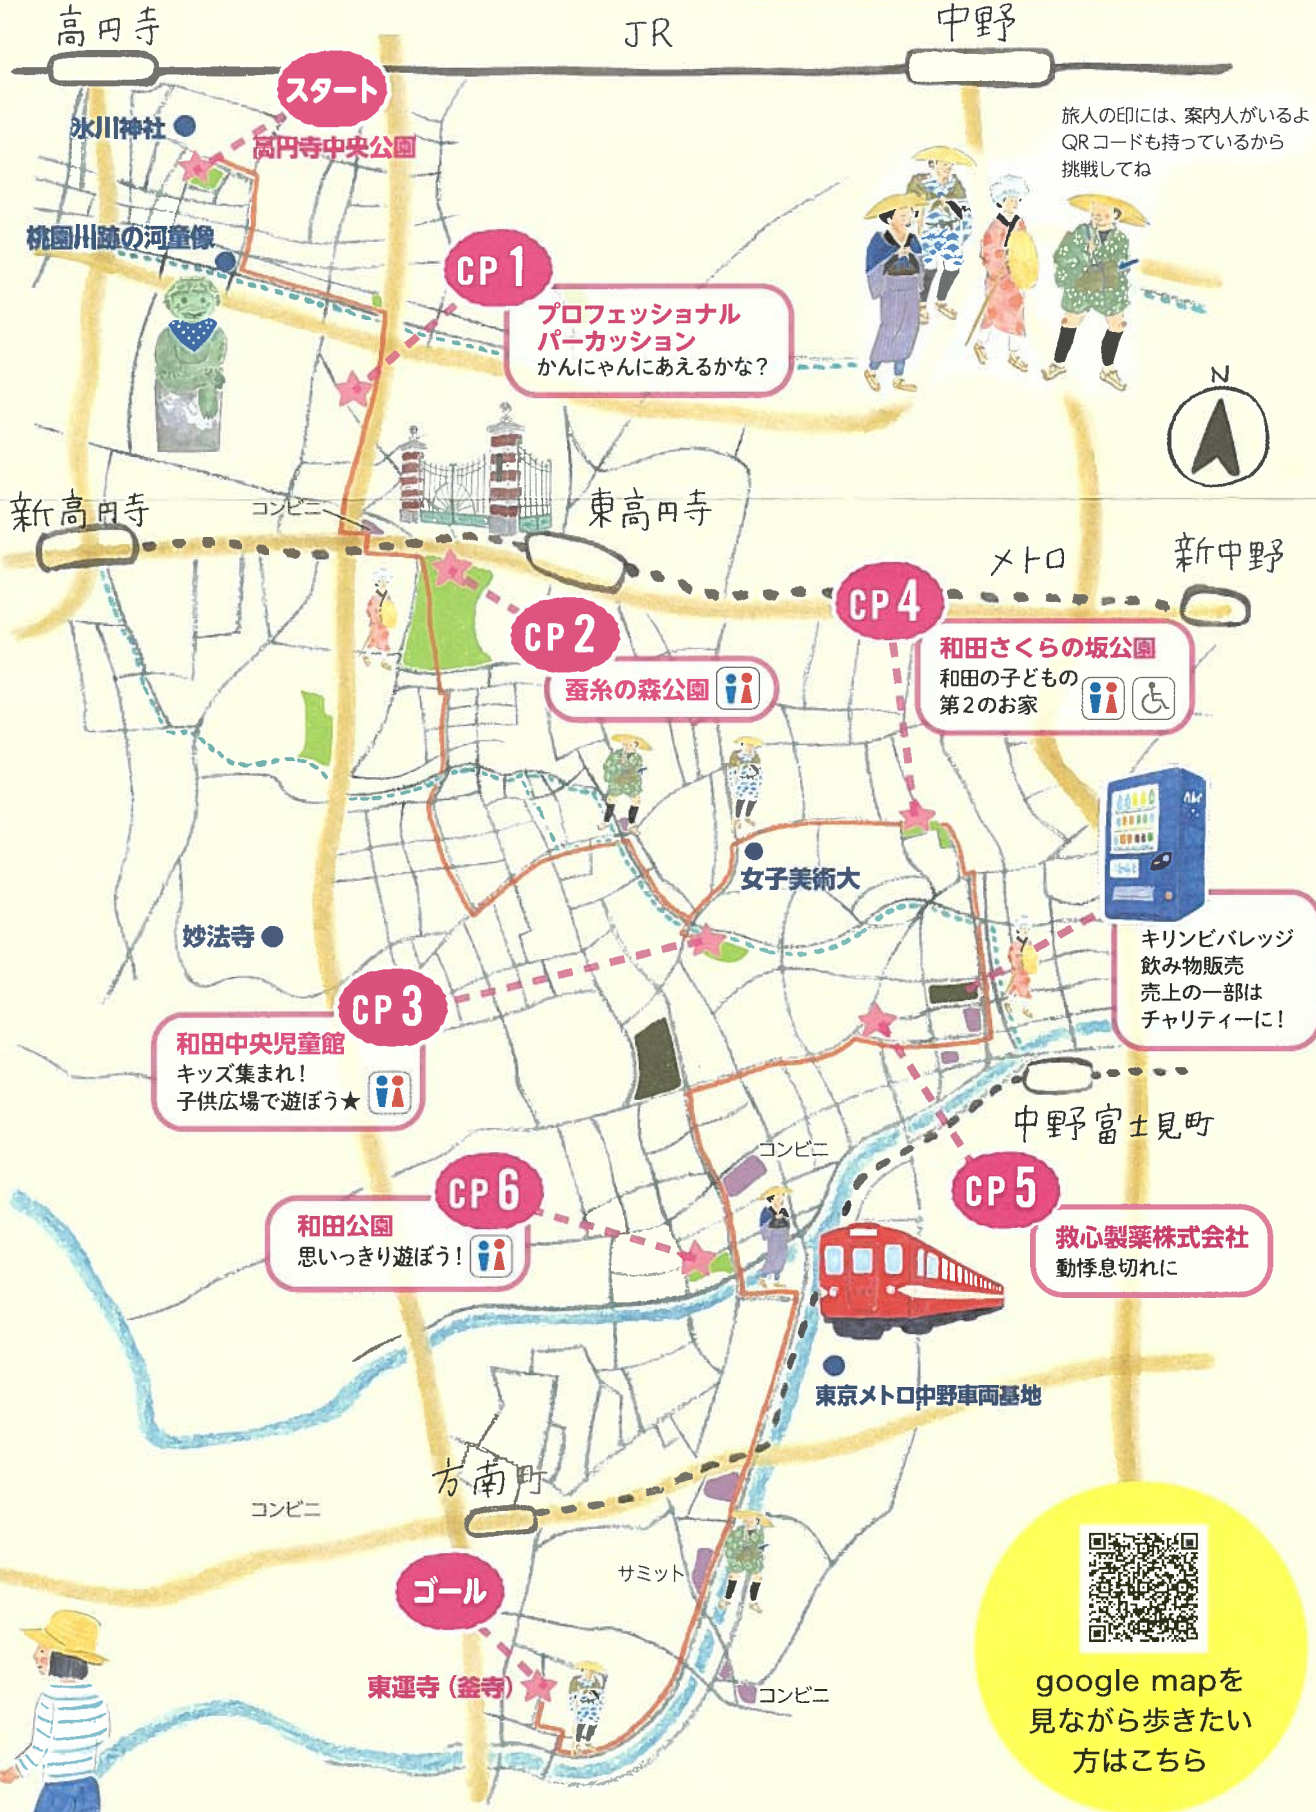 高円寺
JR
中野
スタート
氷川神社
高円寺中央公園
旅人の印には、案内人がいるよ
QRコードも持っているから
挑戦してね
桃園川跡の河童像
CP1
プロフェッショナル
パーカッション
かんにゃんにあえるかな?
N
新高円寺
コンビニ
東高円寺
メトロ
新中野
CP4
CP2
和田さくらの坂公園
和田の子どもの
第2のお家
蚕糸の森公園
女子美術大
妙法寺
キリンビバレッジ
飲み物販売
売上の一部は
チャリティーに!
CP3
和田中央児童館
キッズ集まれ!
子供広場で遊ぼう★
中野富士見町
コンビニ
CP6
CP5
和田公園
思いっきり遊ぼう!
救心製薬株式会社
動悸息切れに
東京メトロ中野車両基地
方南町
コンビニ
サミット
ゴール
東運寺(釜寺)
コンビニ
google mapを
見ながら歩きたい
方はこちら